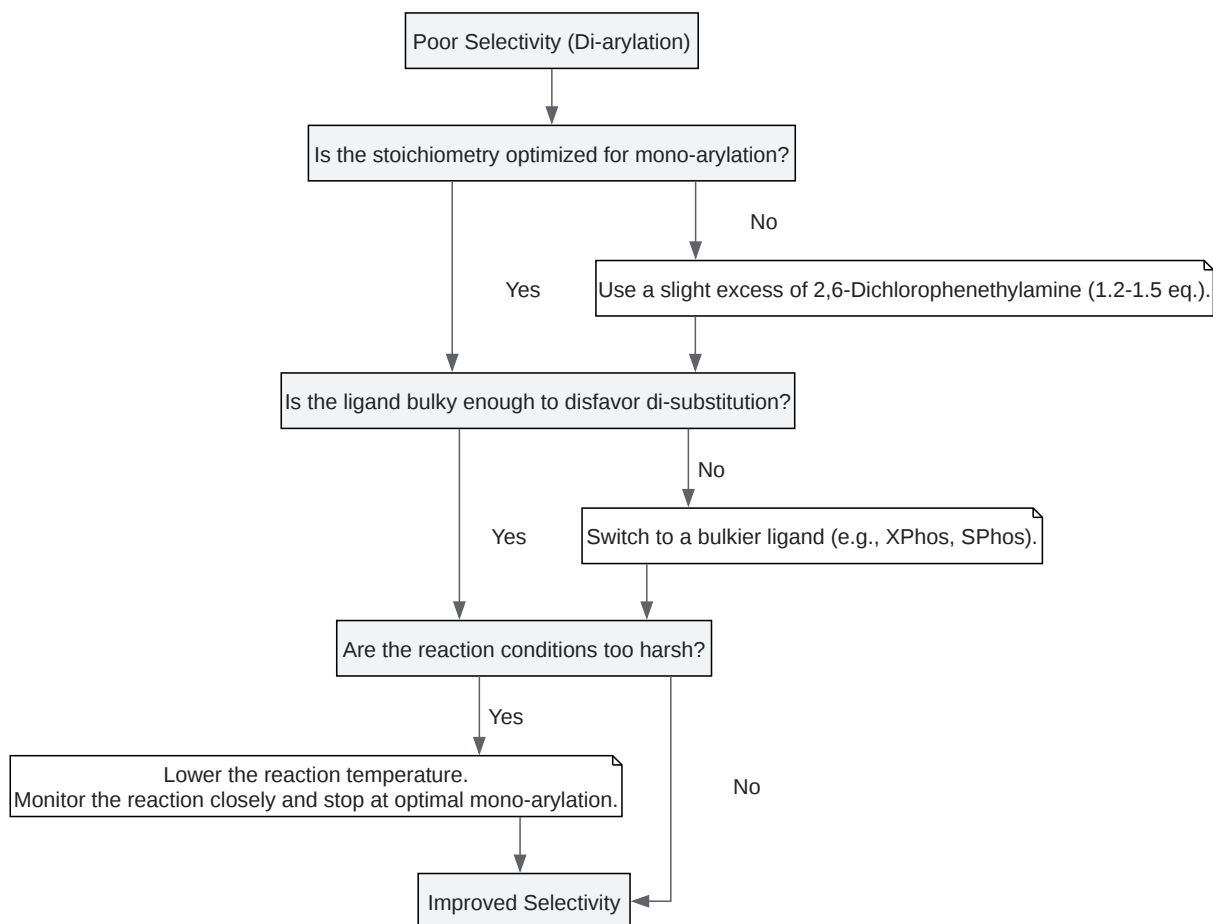 Poor Selectivity (Di-arylation)
Is the stoichiometry optimized for mono-arylation?
No
Yes
Use a slight excess of 2,6-Dichlorophenethylamine (1.2-1.5 eq.).
Is the ligand bulky enough to disfavor di-substitution?
No
Yes
Switch to a bulkier ligand (e.g., XPhos, SPhos).
Are the reaction conditions too harsh?
Yes
Lower the reaction temperature.
Monitor the reaction closely and stop at optimal mono-arylation.
No
Improved Selectivity